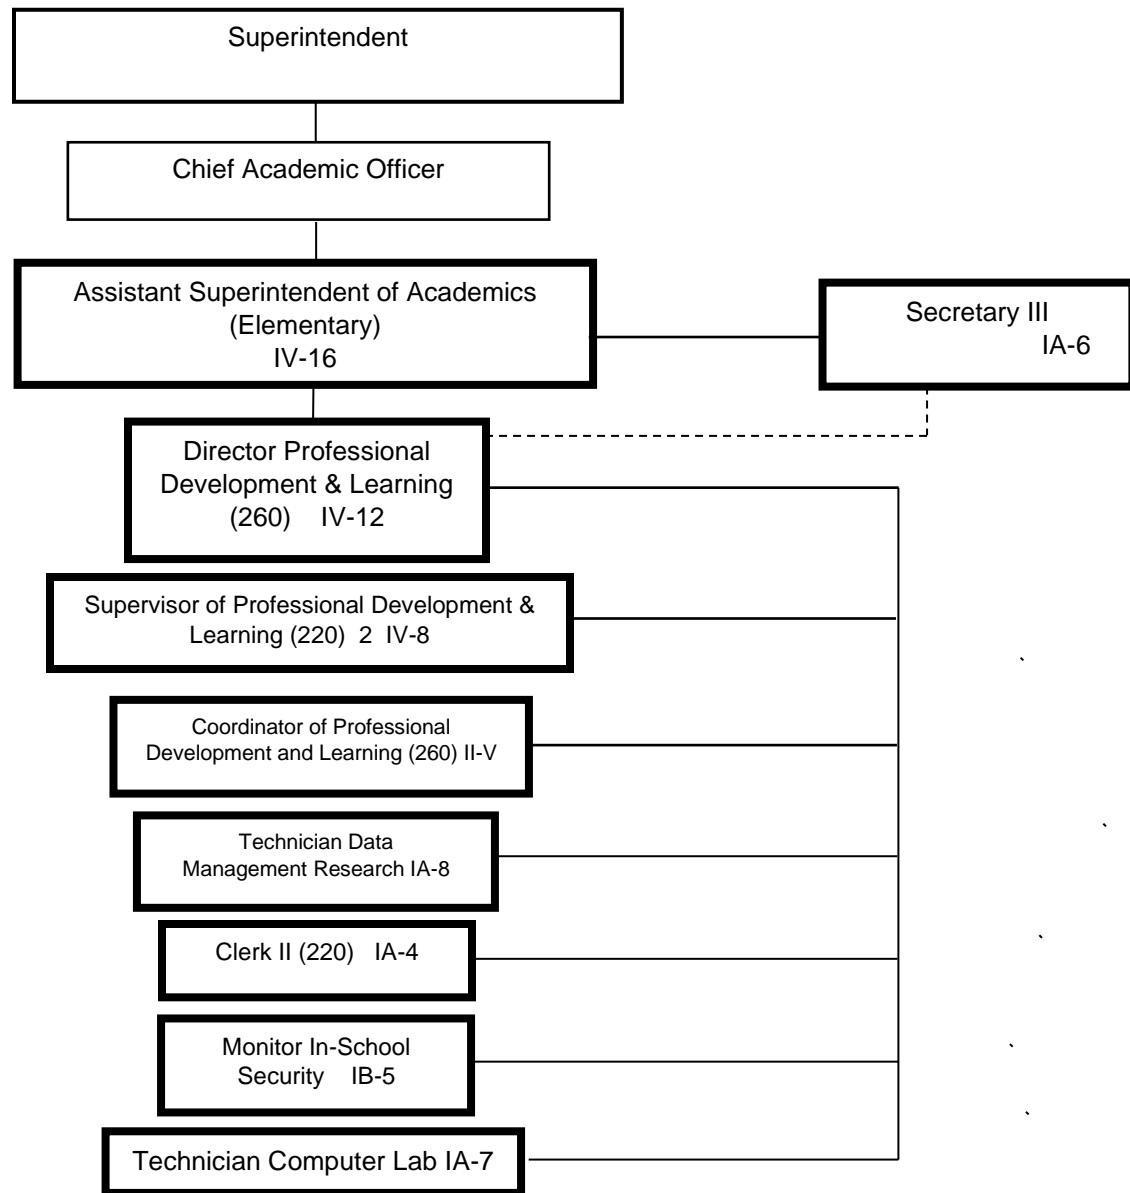 Superintendent
Chief Academic Officer
Assistant Superintendent of Academics
(Elementary)
IV-16
Secretary III
IA-6
Director Professional
Development & Learning
(260) IV-12
Supervisor of Professional Development &
Learning (220) 2 IV-8
Coordinator of Professional
Development and Learning (260) II-V
Technician Data
Management Research IA-8
Clerk II (220) IA-4
Monitor In-School
Security IB-5
Technician Computer Lab IA-7